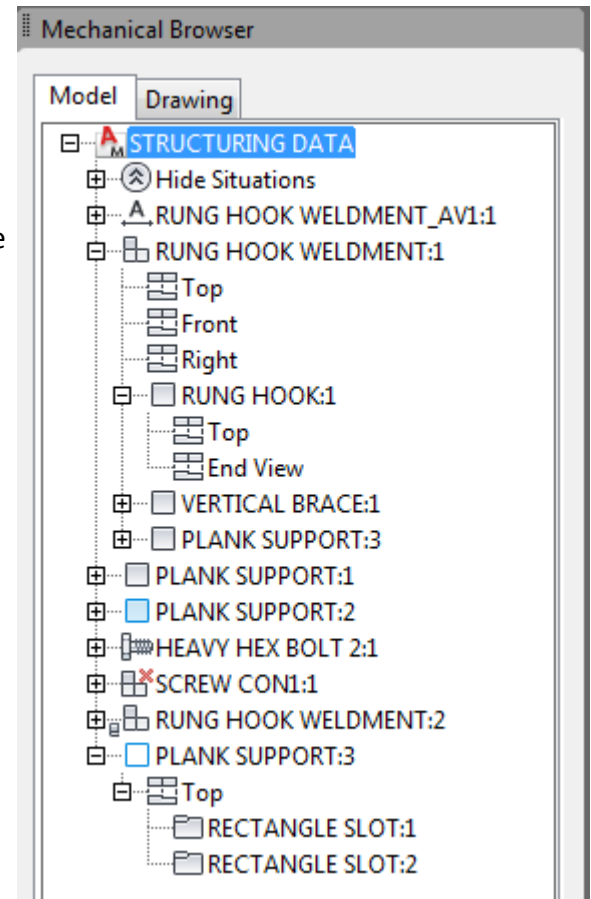 Mechanical Browser
Model Drawing
STRUCTURING DATA
Hide Situations
RUNG HOOK WELDMENT_AV1:1
e
RUNG HOOK WELDMENT:1
Top
Front
Right
RUNG HOOK:1
Top
End View
VERTICAL BRACE:1
PLANK SUPPORT:3
PLANK SUPPORT:1
PLANK SUPPORT:2
HEAVY HEX BOLT 2:1
SCREW CON1:1
RUNG HOOK WELDMENT:2
PLANK SUPPORT:3
Top
RECTANGLE SLOT:1
RECTANGLE SLOT:2